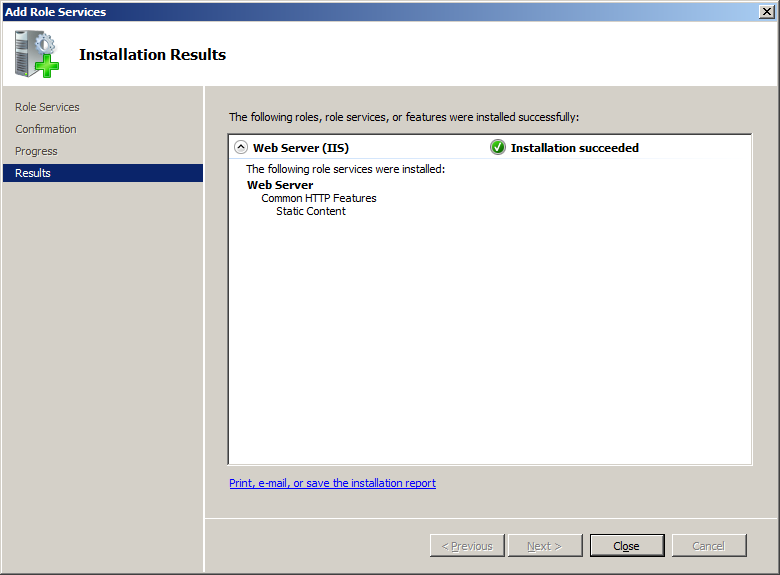 Add Role Services
Installation Results
Role Services
Confirmation
Progress
Results
The following roles, role services, or features were installed successfully:
Web Server (IIS)
Installation succeeded
The following role services were installed:
Web Server
Common HTTP Features
Static Content
Print, e-mail, or save the installation report
< Previous
Next >
Close
Cancel